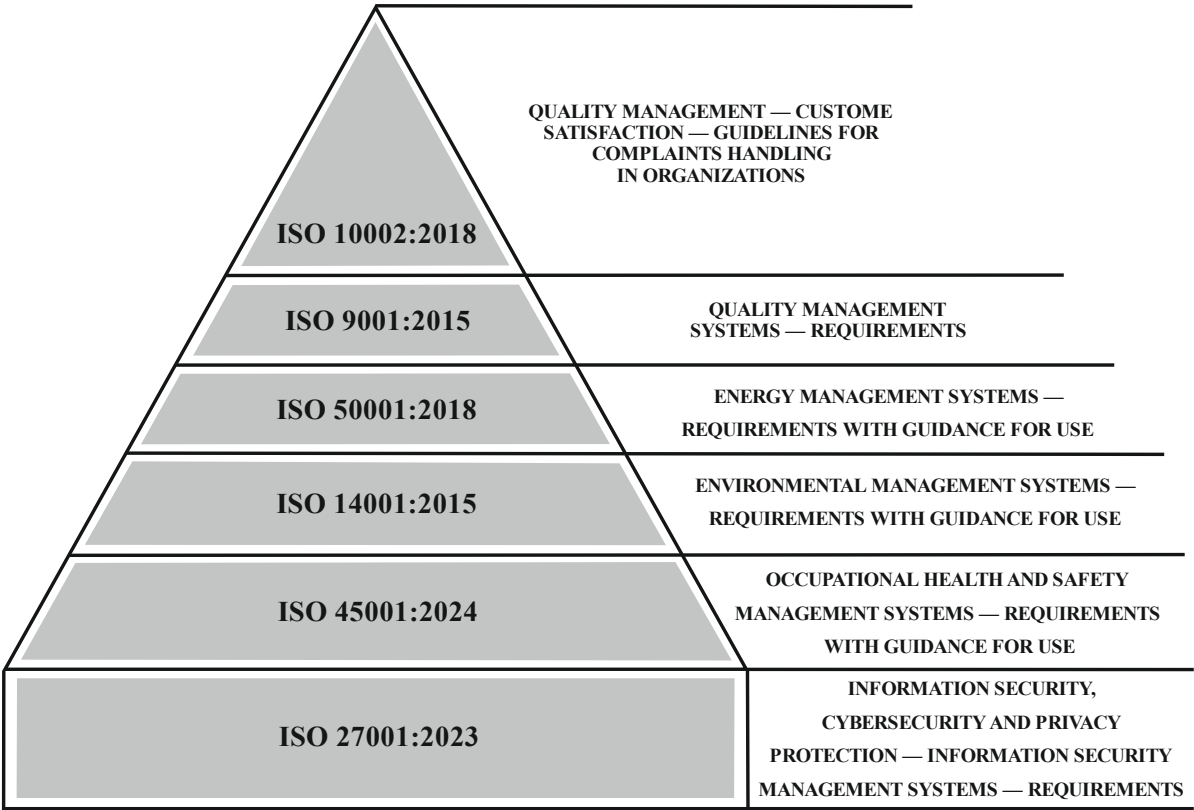 QUALITY MANAGEMENT — CUSTOME
SATISFACTION — GUIDELINES FOR
COMPLAINTS HANDLING
IN ORGANIZATIONS
ISO 10002:2018
ISO 9001:2015
QUALITY MANAGEMENT
SYSTEMS — REQUIREMENTS
ISO 50001:2018
ENERGY MANAGEMENT SYSTEMS —
REQUIREMENTS WITH GUIDANCE FOR USE
ISO 14001:2015
ENVIRONMENTAL MANAGEMENT SYSTEMS —
REQUIREMENTS WITH GUIDANCE FOR USE
ISO 45001:2024
OCCUPATIONAL HEALTH AND SAFETY
MANAGEMENT SYSTEMS — REQUIREMENTS
WITH GUIDANCE FOR USE
ISO 27001:2023
INFORMATION SECURITY,
CYBERSECURITY AND PRIVACY
PROTECTION — INFORMATION SECURITY
MANAGEMENT SYSTEMS — REQUIREMENTS